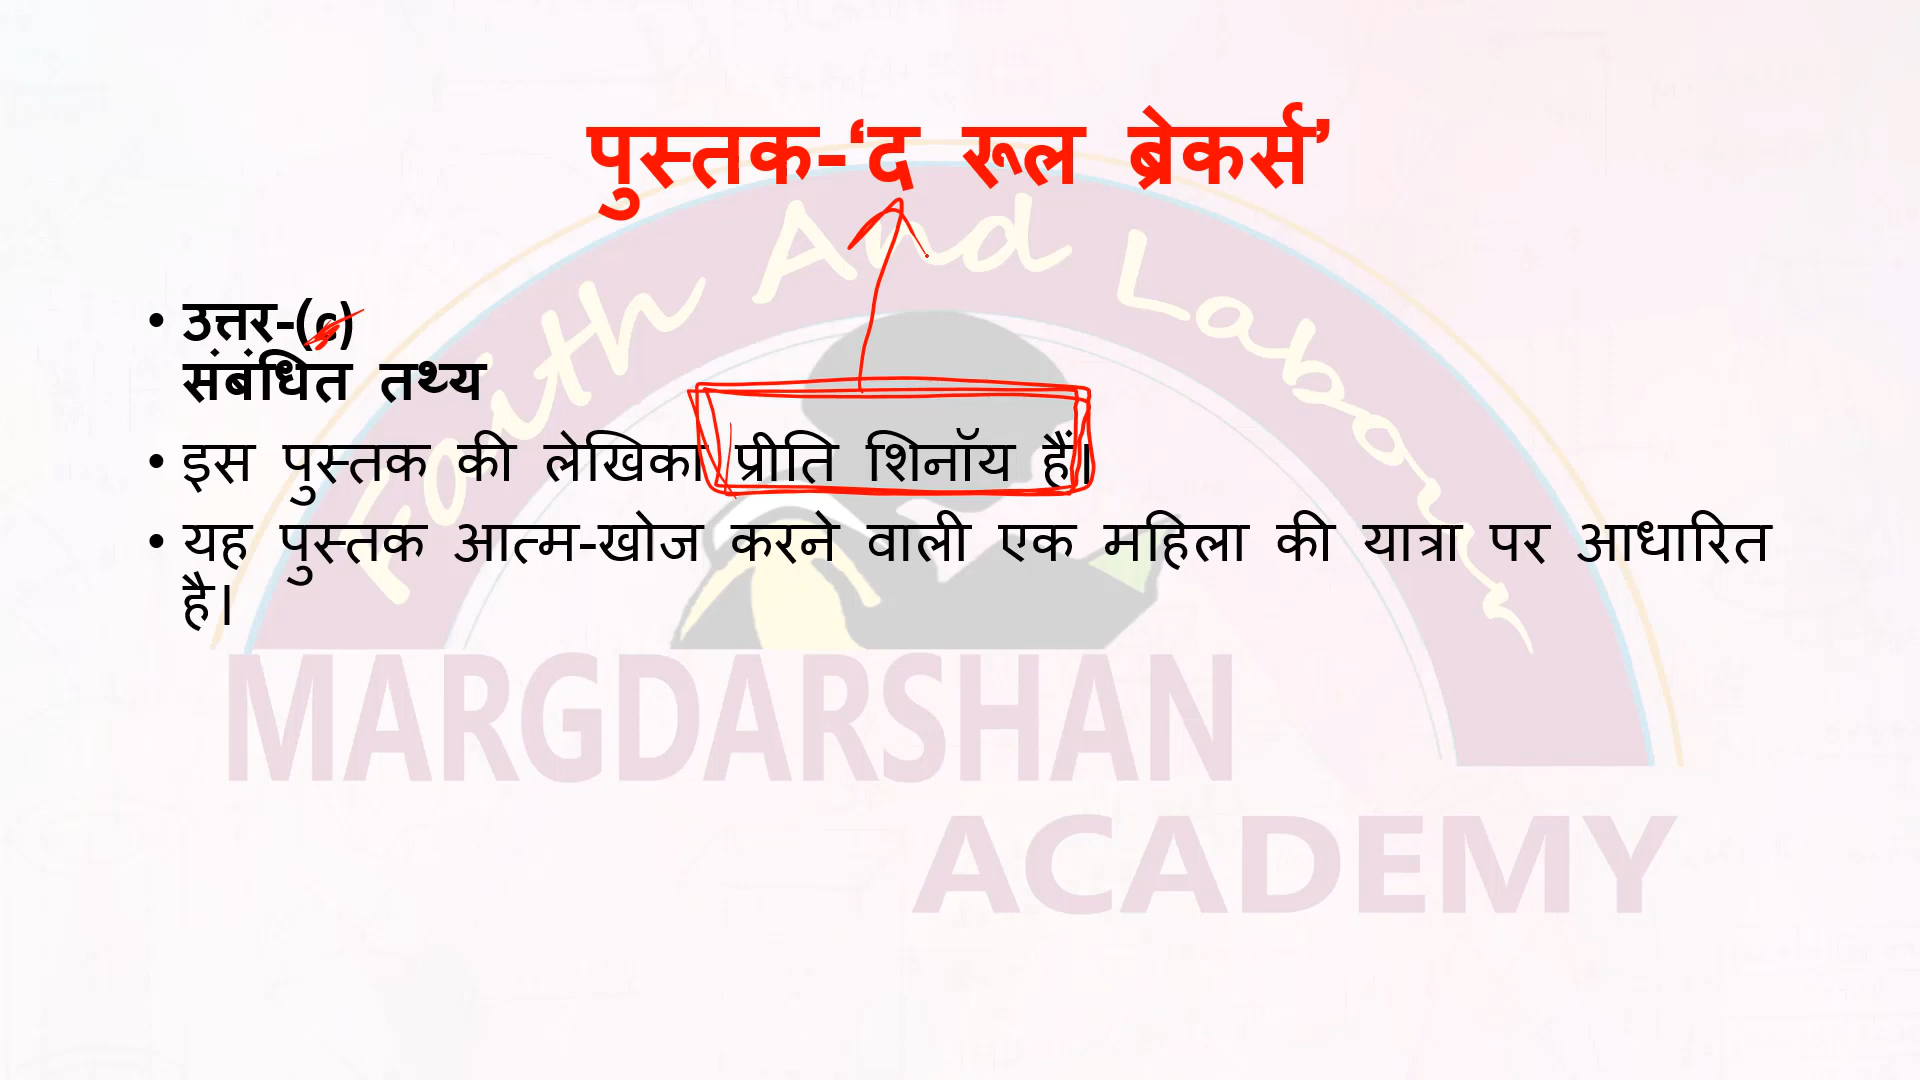 पुस्तक-‘द रूल ब्रेकर्स’
• उत्तर-(c)
संबंधित तथ्य
• इस पुस्तक की लेखिका प्रीति शिनॉय हैं।
• यह पुस्तक आत्म-खोज करने वाली एक महिला की यात्रा पर आधारित
है।
Faith And Labour
MARGDARSHAN
ACADEMY